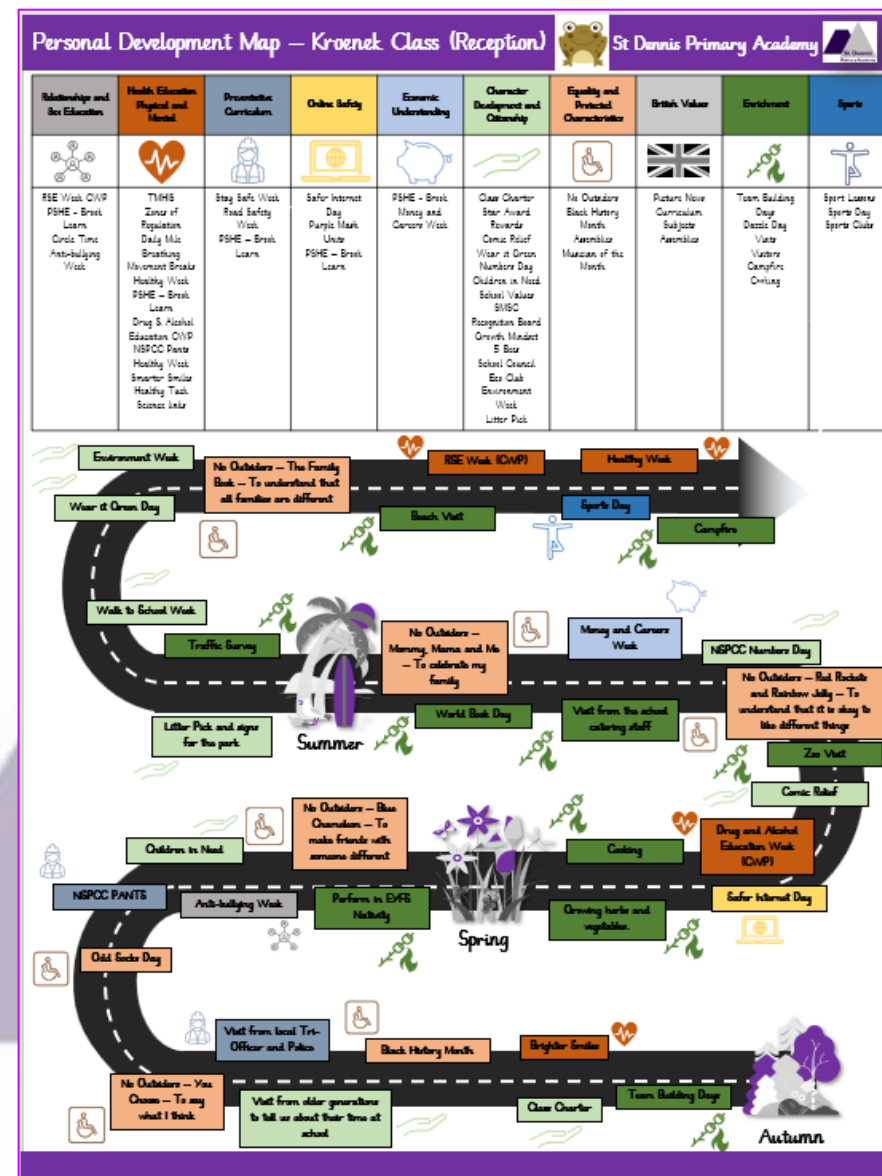 Personal Development Map – Kroenek Class (Reception)
St Dennis Primary Academy
St Dennis
Primary Academy
Relationships and
Sex Education
Health Education
Physical and
Mental
Preventative
Curriculum
Online Safety
Economic
Understanding
Character
Development and
Citizenship
Equality and
Protected
Characteristics
British Values
Enrichment
Sports
RSE Week CWP
PSHE – Brook
Learn
Circle Time
Anti-bullying
Week
TMHS
Zones of
Regulation
Daily Mile
Breathing
Movement Breaks
Healthy Week
PSHE – Brook
Learn
Drug & Alcohol
Education CWP
NSPCC Pants
Healthy Week
Smarter Smiles
Healthy Tuck
Science links
Stay Safe Week
Road Safety
Week
PSHE – Brook
Learn
Safer Internet
Day
Purple Mash
Units
PSHE – Brook
Learn
PSHE – Brook
Money and
Careers Week
Class Charter
Star Award
Rewards
Comic Relief
Wear it Green
Numbers Day
Children in Need
School Values
SMSC
Recognition Board
Growth Mindset
5 Bees
School Council
Eco Club
Environment
Week
Litter Pick
No Outsiders
Black History
Month
Assemblies
Musician of the
Month
Picture News
Curriculum
Subjects
Assemblies
Team Building
Days
Dazzle Day
Visits
Visitors
Campfire
Cooking
Sport Lessons
Sports Day
Sports Clubs
Environment Week
No Outsiders – The Family
Book – To understand that
all families are different
RSE Week (CWP)
Healthy Week
Wear it Green Day
Beach Visit
Sports Day
Campfire
Walk to School Week
Traffic Survey
No Outsiders –
Mommy, Mama and Me
– To celebrate my
family
Money and Careers
Week
NSPCC Numbers Day
No Outsiders – Red Rockets
and Rainbow Jelly – To
understand that it is okay to
like different things
Litter Pick and signs
for the park
Summer
World Book Day
Visit from the school
catering staff
Zoo Visit
Comic Relief
Children in Need
No Outsiders – Blue
Chameleon – To
make friends with
someone different
Cooking
Drug and Alcohol
Education Week
(CWP)
NSPCC PANTS
Anti-bullying Week
Perform in EYFS
Nativity
Spring
Growing herbs and
vegetables.
Safer Internet Day
Odd Socks Day
Visit from local Tri-
Officer and Police
Black History Month
Brighter Smiles
No Outsiders – You
Choose – To say
what I think
Visit from older generations
to tell us about their time at
school
Class Charter
Team Building Days
Autumn